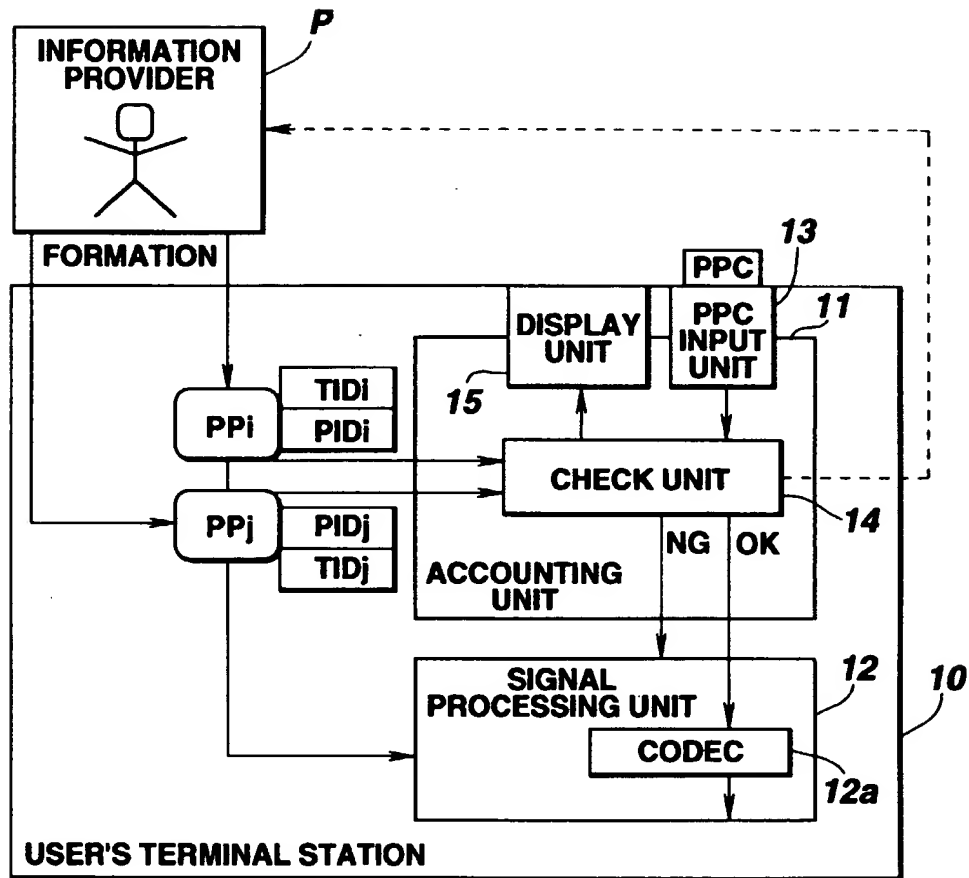 P
INFORMATION
PROVIDER
FORMATION
PPC
13
DISPLAY
UNIT
PPC
INPUT
UNIT
11
15
TIDi
PPi
PIDi
CHECK UNIT
14
PPj
PIDj
TIDj
NG
OK
ACCOUNTING
UNIT
SIGNAL
PROCESSING UNIT
12
10
CODEC
12a
USER'S TERMINAL STATION